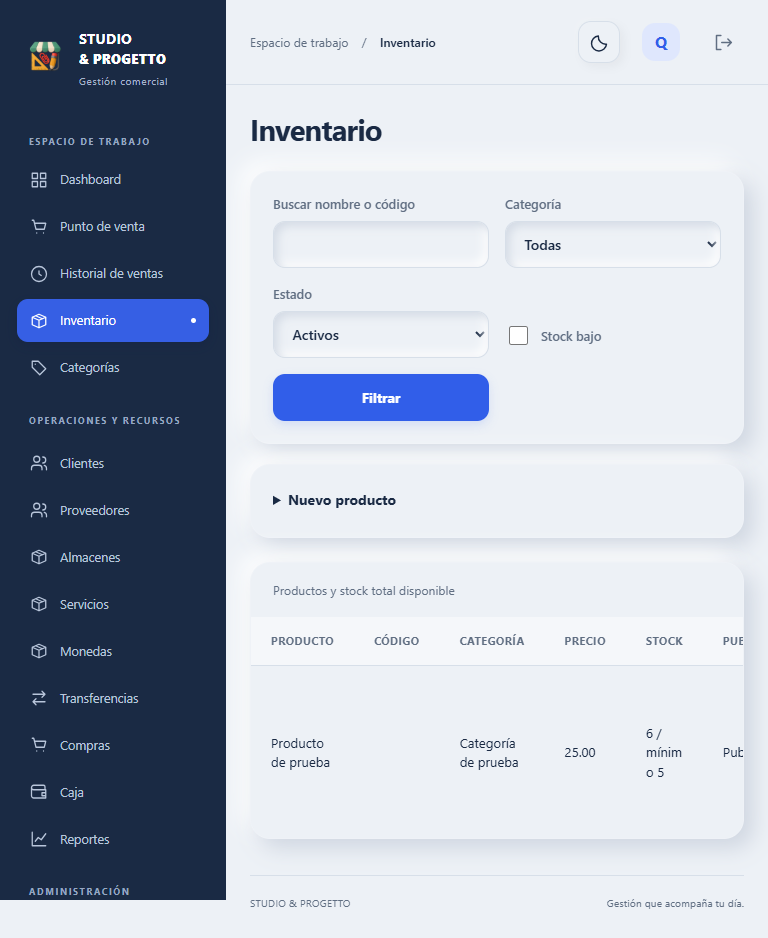 STUDIO
& PROGETTO
Gestión comercial
ESPACIO DE TRABAJO
Dashboard
Punto de venta
Historial de ventas
Inventario
Categorías
OPERACIONES Y RECURSOS
Clientes
Proveedores
Almacenes
Servicios
Monedas
Transferencias
Compras
Caja
Reportes
ADMINISTRACIÓN
Espacio de trabajo / Inventario
Q
Inventario
Buscar nombre o código
Categoría
Todas
Estado
Activos
Stock bajo
Filtrar
Nuevo producto
Productos y stock total disponible
PRODUCTO CÓDIGO CATEGORÍA PRECIO STOCK PUE
Producto
de prueba
Categoría
de prueba
25.00
6 /
mínim
o 5
Pub
STUDIO & PROGETTO
Gestión que acompaña tu día.